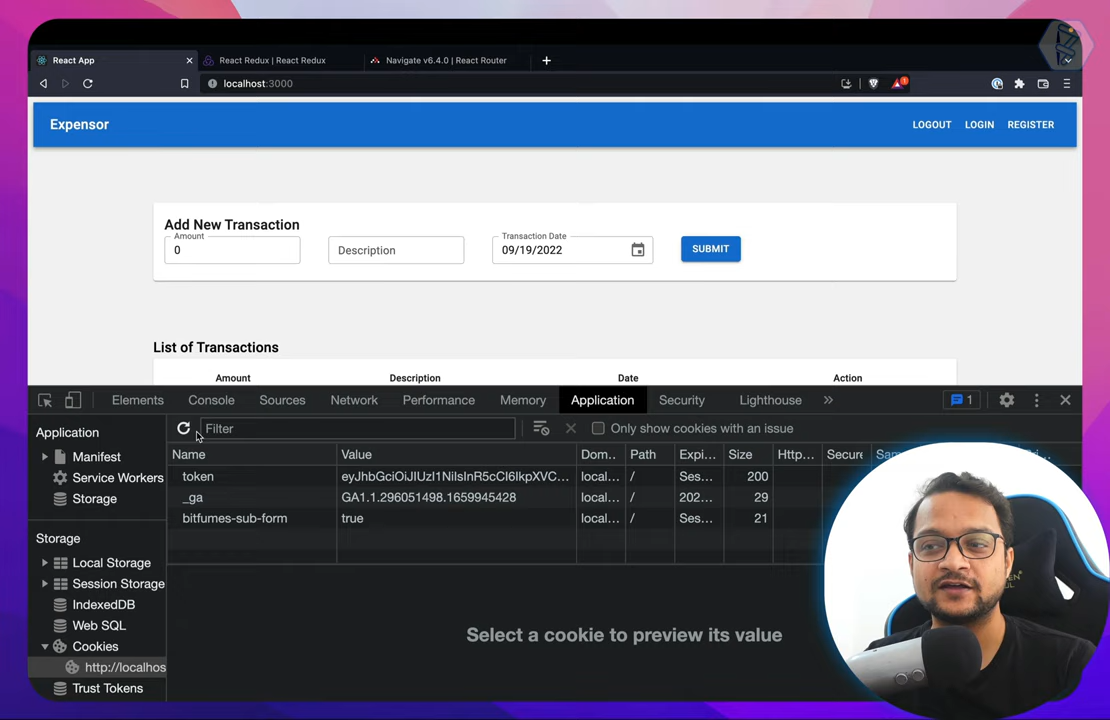 React App
React Redux | React Redux
Navigate v6.4.0 | React Router
localhost:3000
1
Expensor
LOGOUT LOGIN REGISTER
Add New Transaction
Amount
0
Description
Transaction Date
09/19/2022
SUBMIT
List of Transactions
Amount Description Date Action
Elements Console Sources Network Performance Memory Application Security Lighthouse » 1
Application
Manifest
Service Workers
Storage
Storage
Local Storage
Session Storage
IndexedDB
Web SQL
Cookies
http://localhos
Trust Tokens
Filter
Only show cookies with an issue
Name Value Dom... Path Expi... Size Http... Secure
token eyJhbGciOiJIUzI1NiIsInR5cCI6IkpXVC... local... / Ses... 200
_ga GA1.1.296051498.1659945428 local... / 202... 29
bitfumes-sub-form true local... / Ses... 21
Select a cookie to preview its value